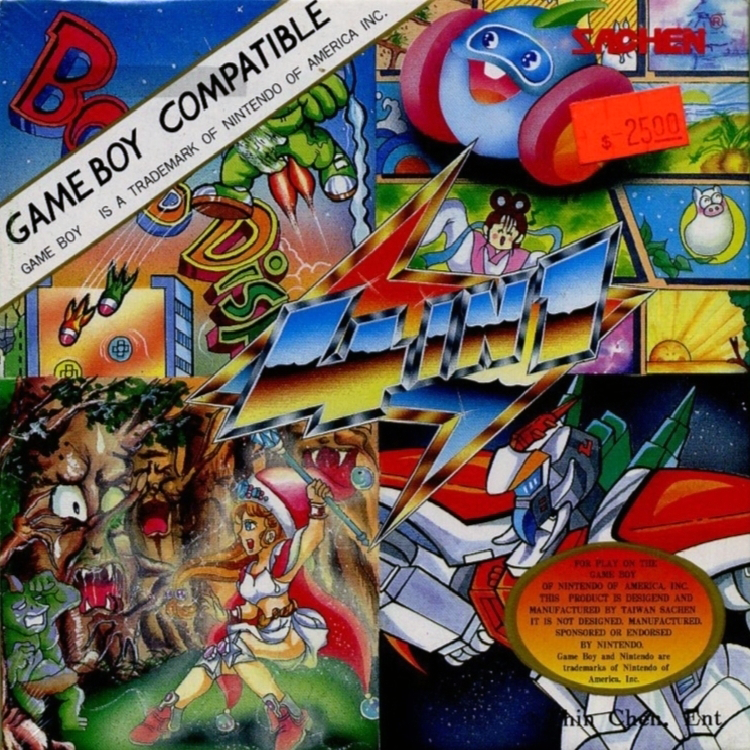 GAME BOY COMPATIBLE
GAME BOY IS A TRADEMARK OF NINTENDO OF AMERICA INC.
SACHEN®
$-2500
DIST
4-IN-1
FOR PLAY ON THE
GAME BOY
OF NINTENDO OF AMERICA, INC.
THIS PRODUCT IS DESIGEND AND
MANUFACTURED BY TAIWAN SACHEN
IT IS NOT DESIGNED. MANUFACTURED.
SPONSORED OR ENDORSED
BY NINTENDO.
Game Boy and Nintendo are
trademarks of Nintendo of
America, Inc.
Chen, Ent